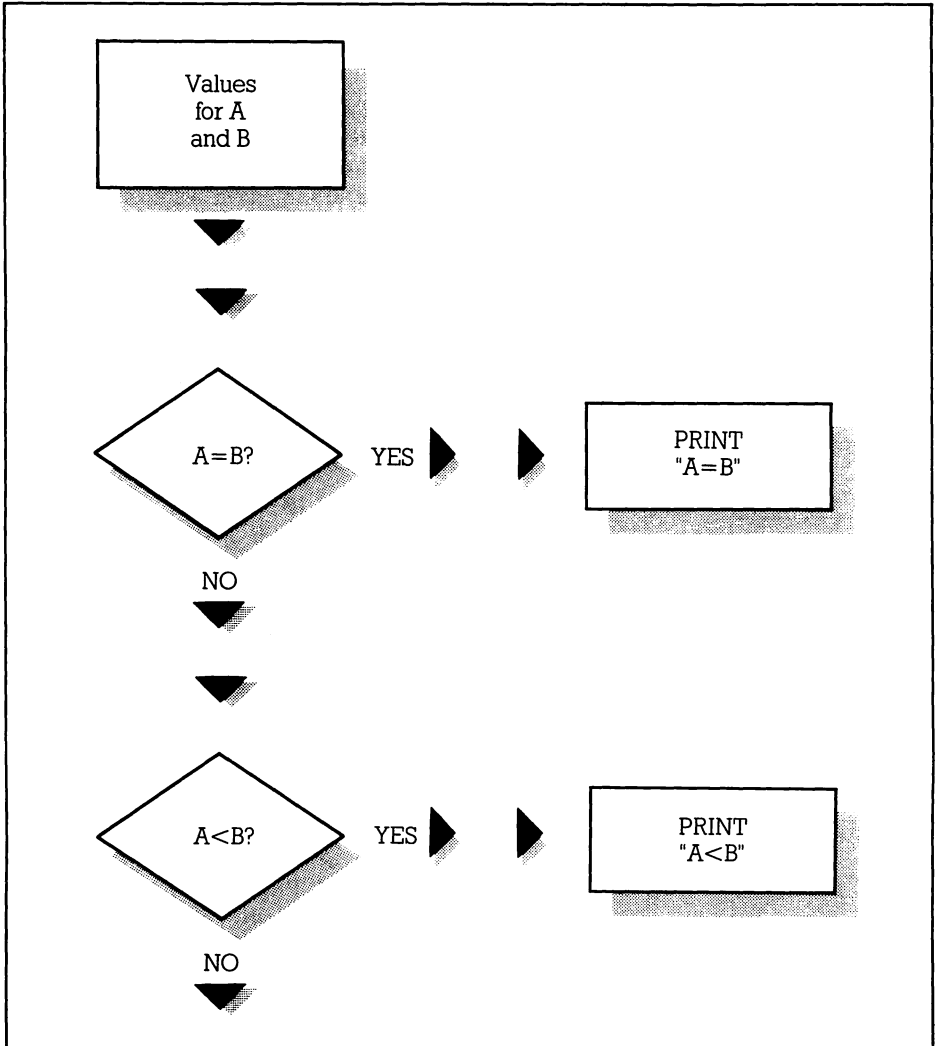 Values
for A
and B
A=B?
YES
PRINT
"A=B"
NO
A<B?
YES
PRINT
"A<B"
NO